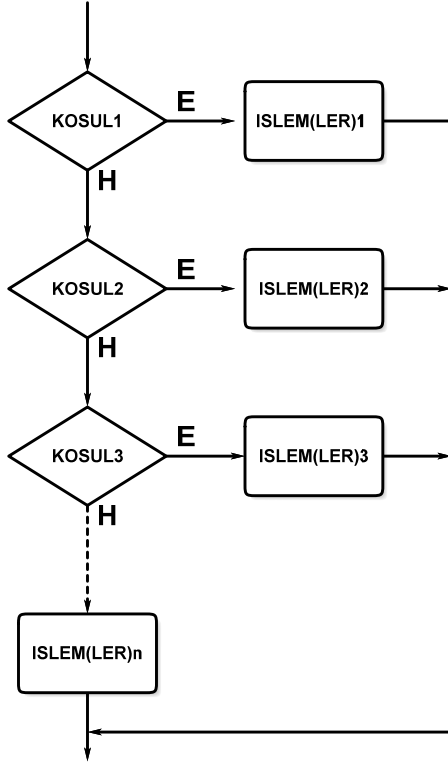 KOSUL1
E
ISLEM(LER)1
H
KOSUL2
E
ISLEM(LER)2
H
KOSUL3
E
ISLEM(LER)3
H
ISLEM(LER)n